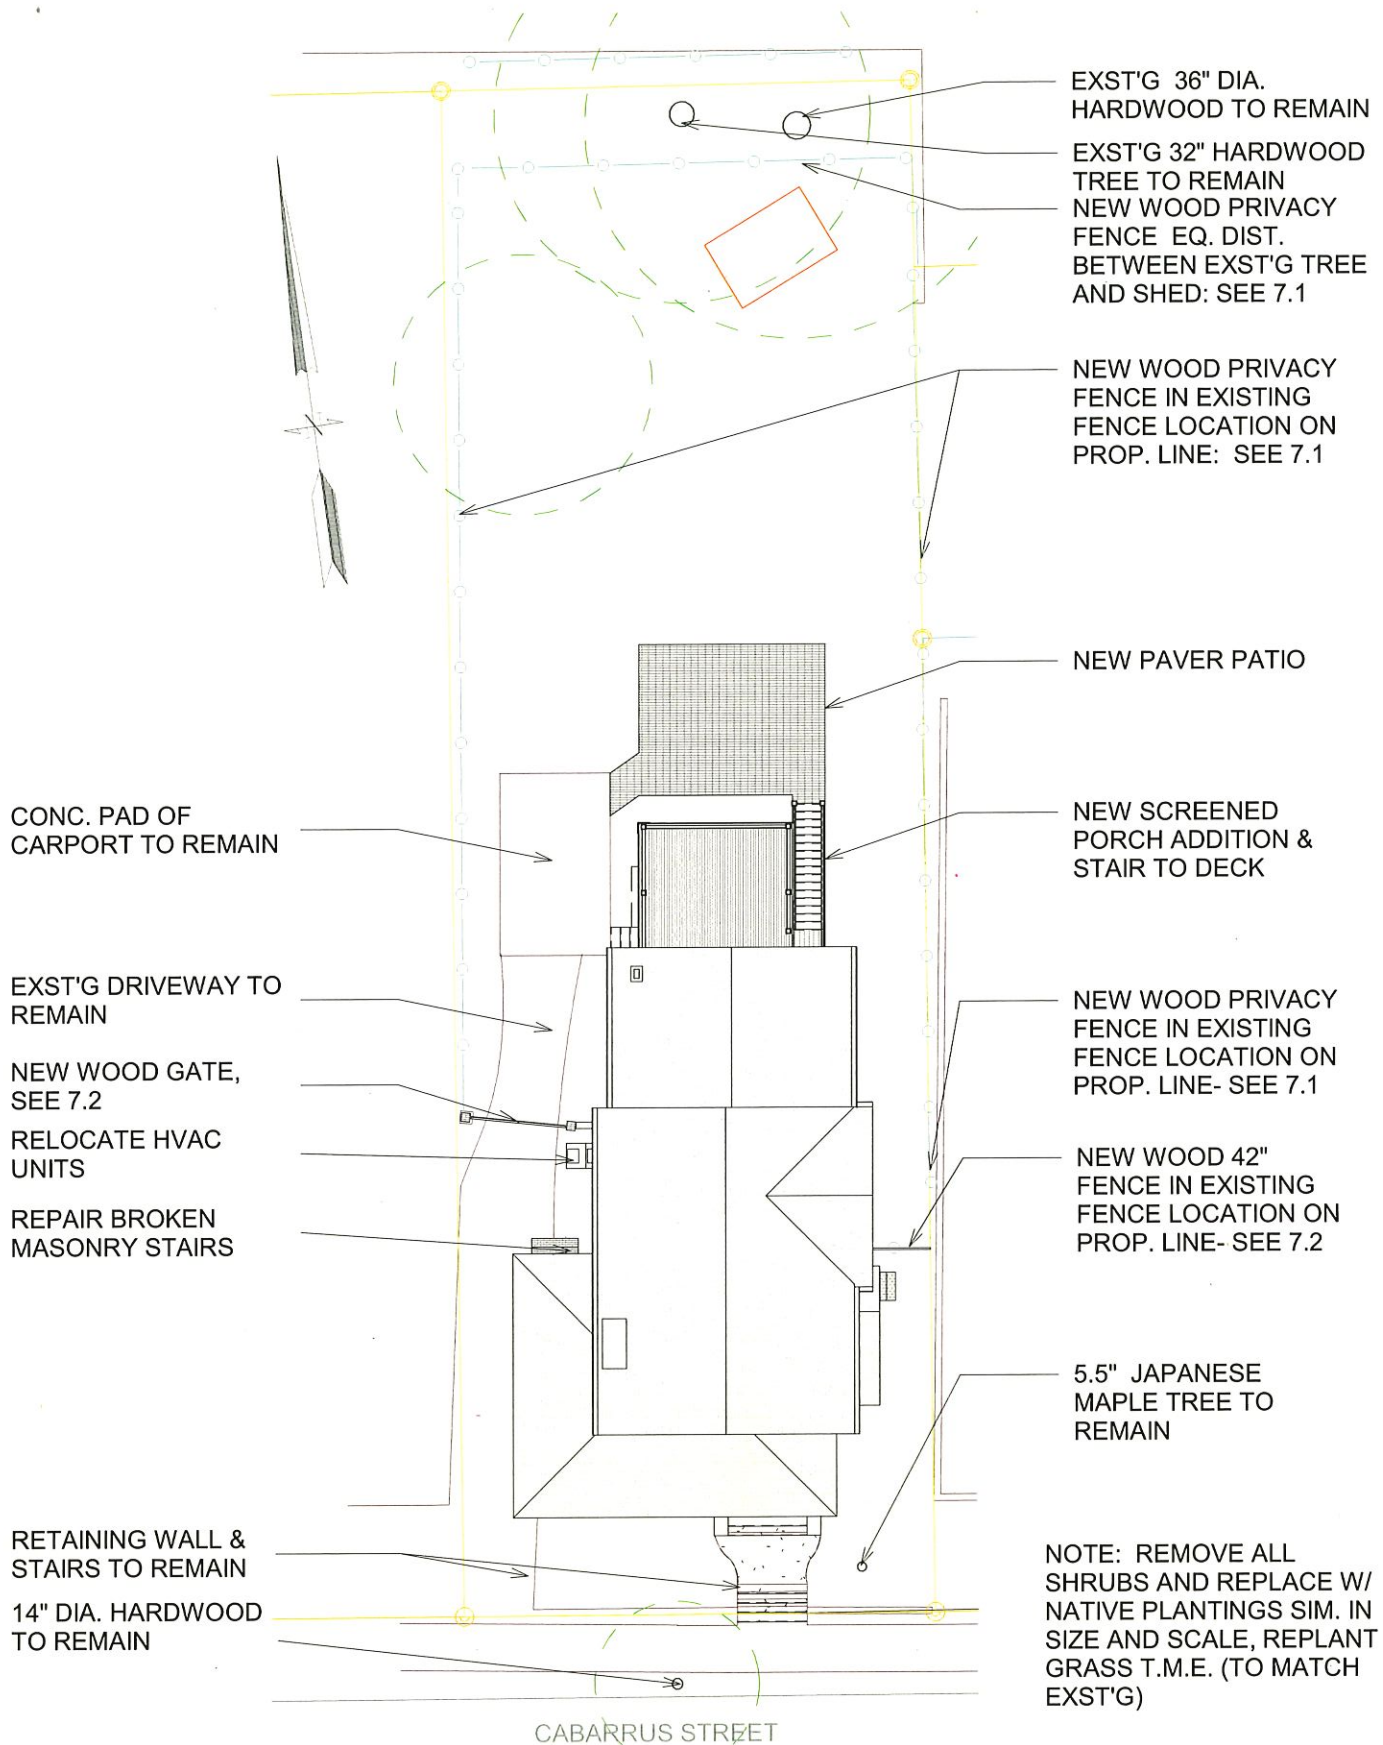 EXST'G 36" DIA.
HARDWOOD TO REMAIN
EXST'G 32" HARDWOOD
TREE TO REMAIN
NEW WOOD PRIVACY
FENCE EQ. DIST.
BETWEEN EXST'G TREE
AND SHED: SEE 7.1
NEW WOOD PRIVACY
FENCE IN EXISTING
FENCE LOCATION ON
PROP. LINE: SEE 7.1
NEW PAVER PATIO
CONC. PAD OF
CARPORT TO REMAIN
NEW SCREENED
PORCH ADDITION &
STAIR TO DECK
EXST'G DRIVEWAY TO
REMAIN
NEW WOOD PRIVACY
FENCE IN EXISTING
FENCE LOCATION ON
PROP. LINE- SEE 7.1
NEW WOOD GATE,
SEE 7.2
RELOCATE HVAC
UNITS
NEW WOOD 42"
FENCE IN EXISTING
FENCE LOCATION ON
PROP. LINE- SEE 7.2
REPAIR BROKEN
MASONRY STAIRS
5.5" JAPANESE
MAPLE TREE TO
REMAIN
RETAINING WALL &
STAIRS TO REMAIN
14" DIA. HARDWOOD
TO REMAIN
NOTE: REMOVE ALL
SHRUBS AND REPLACE W/
NATIVE PLANTINGS SIM. IN
SIZE AND SCALE, REPLANT
GRASS T.M.E. (TO MATCH
EXST'G)
CABARRUS STREET